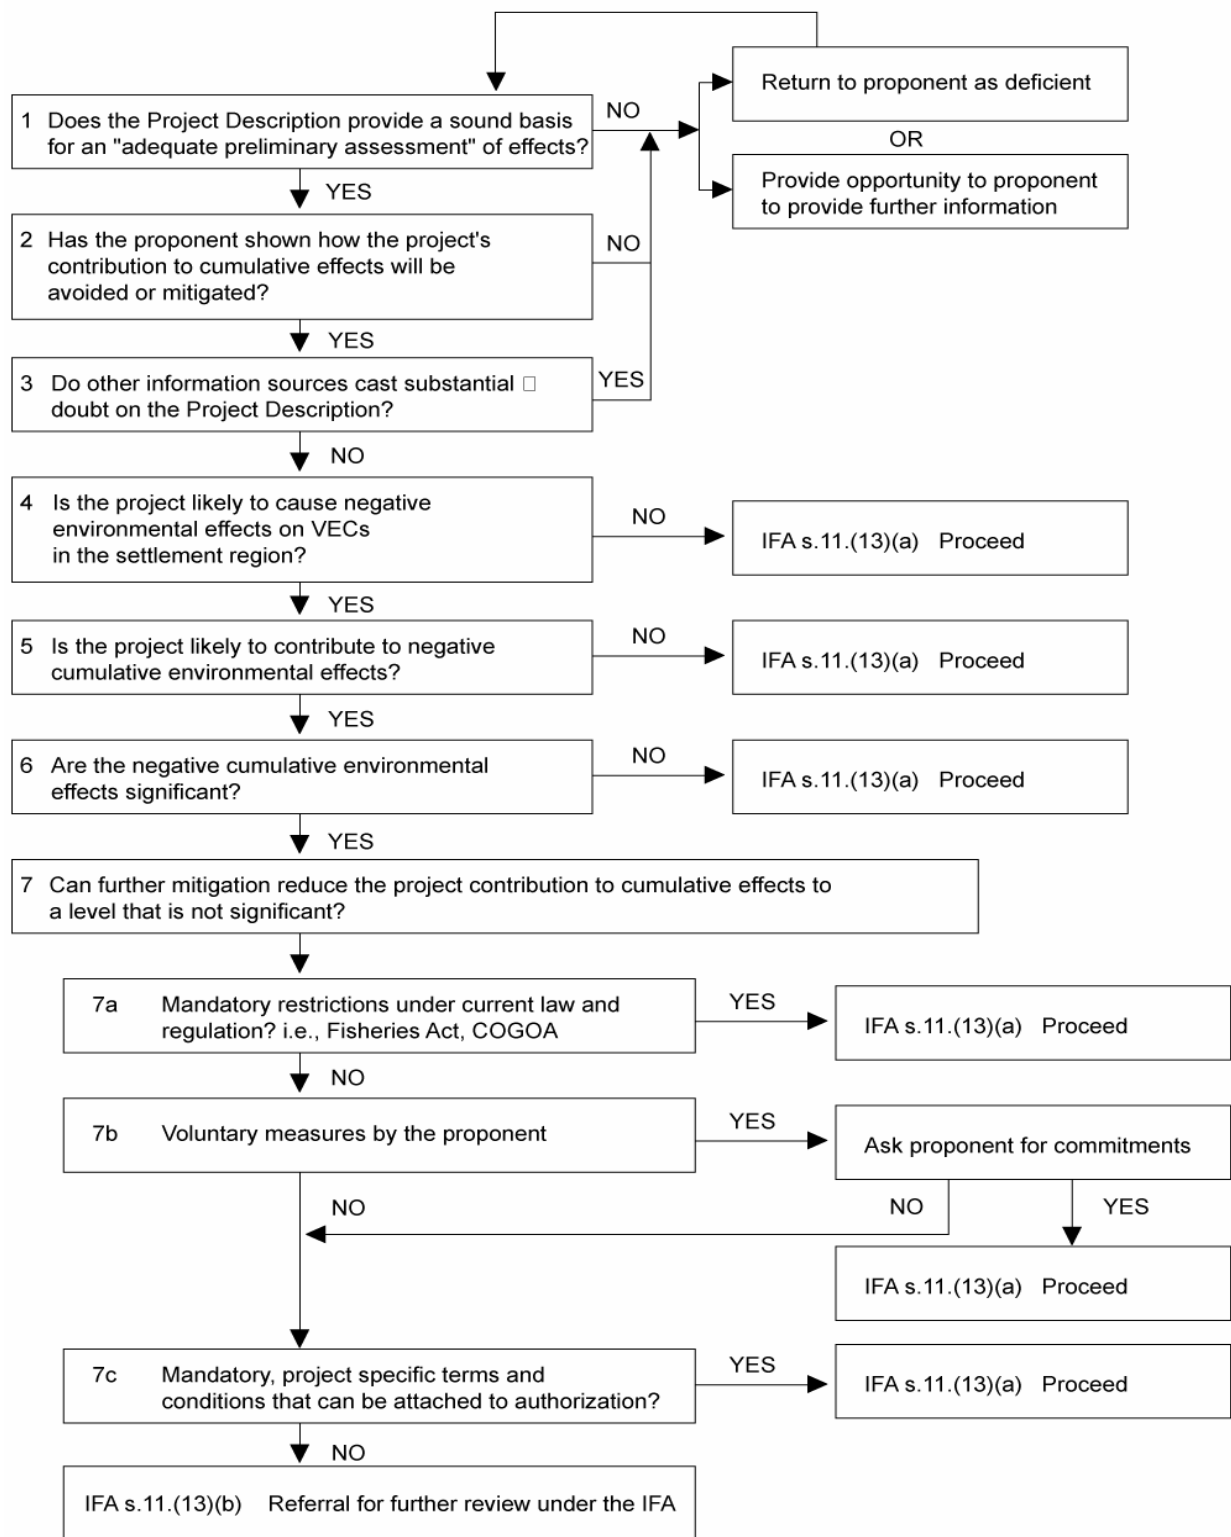 Return to proponent as deficient
1 Does the Project Description provide a sound basis
for an "adequate preliminary assessment" of effects?
NO
OR
Provide opportunity to proponent
to provide further information
YES
2 Has the proponent shown how the project's
contribution to cumulative effects will be
avoided or mitigated?
NO
YES
3 Do other information sources cast substantial □
doubt on the Project Description?
YES
NO
4 Is the project likely to cause negative
environmental effects on VECs
in the settlement region?
NO
IFA s.11.(13)(a) Proceed
YES
5 Is the project likely to contribute to negative
cumulative environmental effects?
NO
IFA s.11.(13)(a) Proceed
YES
6 Are the negative cumulative environmental
effects significant?
NO
IFA s.11.(13)(a) Proceed
YES
7 Can further mitigation reduce the project contribution to cumulative effects to
a level that is not significant?
7a Mandatory restrictions under current law and
regulation? i.e., Fisheries Act, COGOA
YES
IFA s.11.(13)(a) Proceed
NO
7b Voluntary measures by the proponent
YES
Ask proponent for commitments
NO
NO
YES
IFA s.11.(13)(a) Proceed
7c Mandatory, project specific terms and
conditions that can be attached to authorization?
YES
IFA s.11.(13)(a) Proceed
NO
IFA s.11.(13)(b) Referral for further review under the IFA